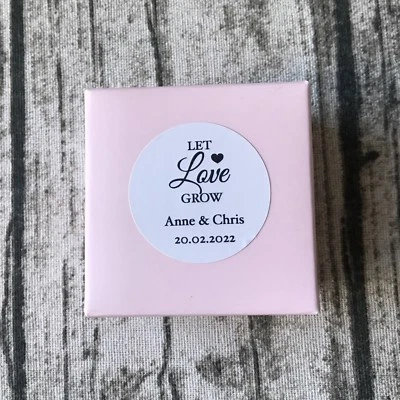 LET
Love
GROW
Anne & Chris
20.02.2022